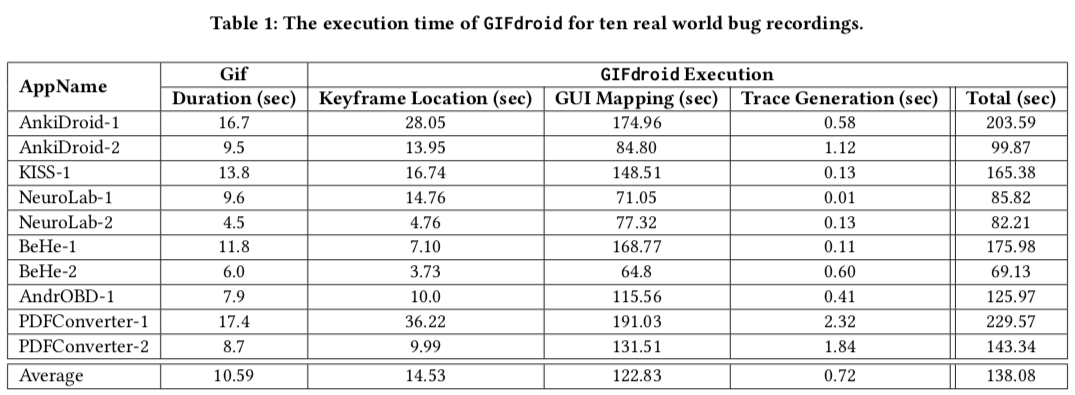 Table 1: The execution time of GIFdroid for ten real world bug recordings.
AppName Gif GIFdroid Execution
Duration (sec) Keyframe Location (sec) GUI Mapping (sec) Trace Generation (sec) Total (sec)
AnkiDroid-1 16.7 28.05 174.96 0.58 203.59
AnkiDroid-2 9.5 13.95 84.80 1.12 99.87
KISS-1 13.8 16.74 148.51 0.13 165.38
NeuroLab-1 9.6 14.76 71.05 0.01 85.82
NeuroLab-2 4.5 4.76 77.32 0.13 82.21
BeHe-1 11.8 7.10 168.77 0.11 175.98
BeHe-2 6.0 3.73 64.8 0.60 69.13
AndrOBD-1 7.9 10.0 115.56 0.41 125.97
PDFConverter-1 17.4 36.22 191.03 2.32 229.57
PDFConverter-2 8.7 9.99 131.51 1.84 143.34
Average 10.59 14.53 122.83 0.72 138.08